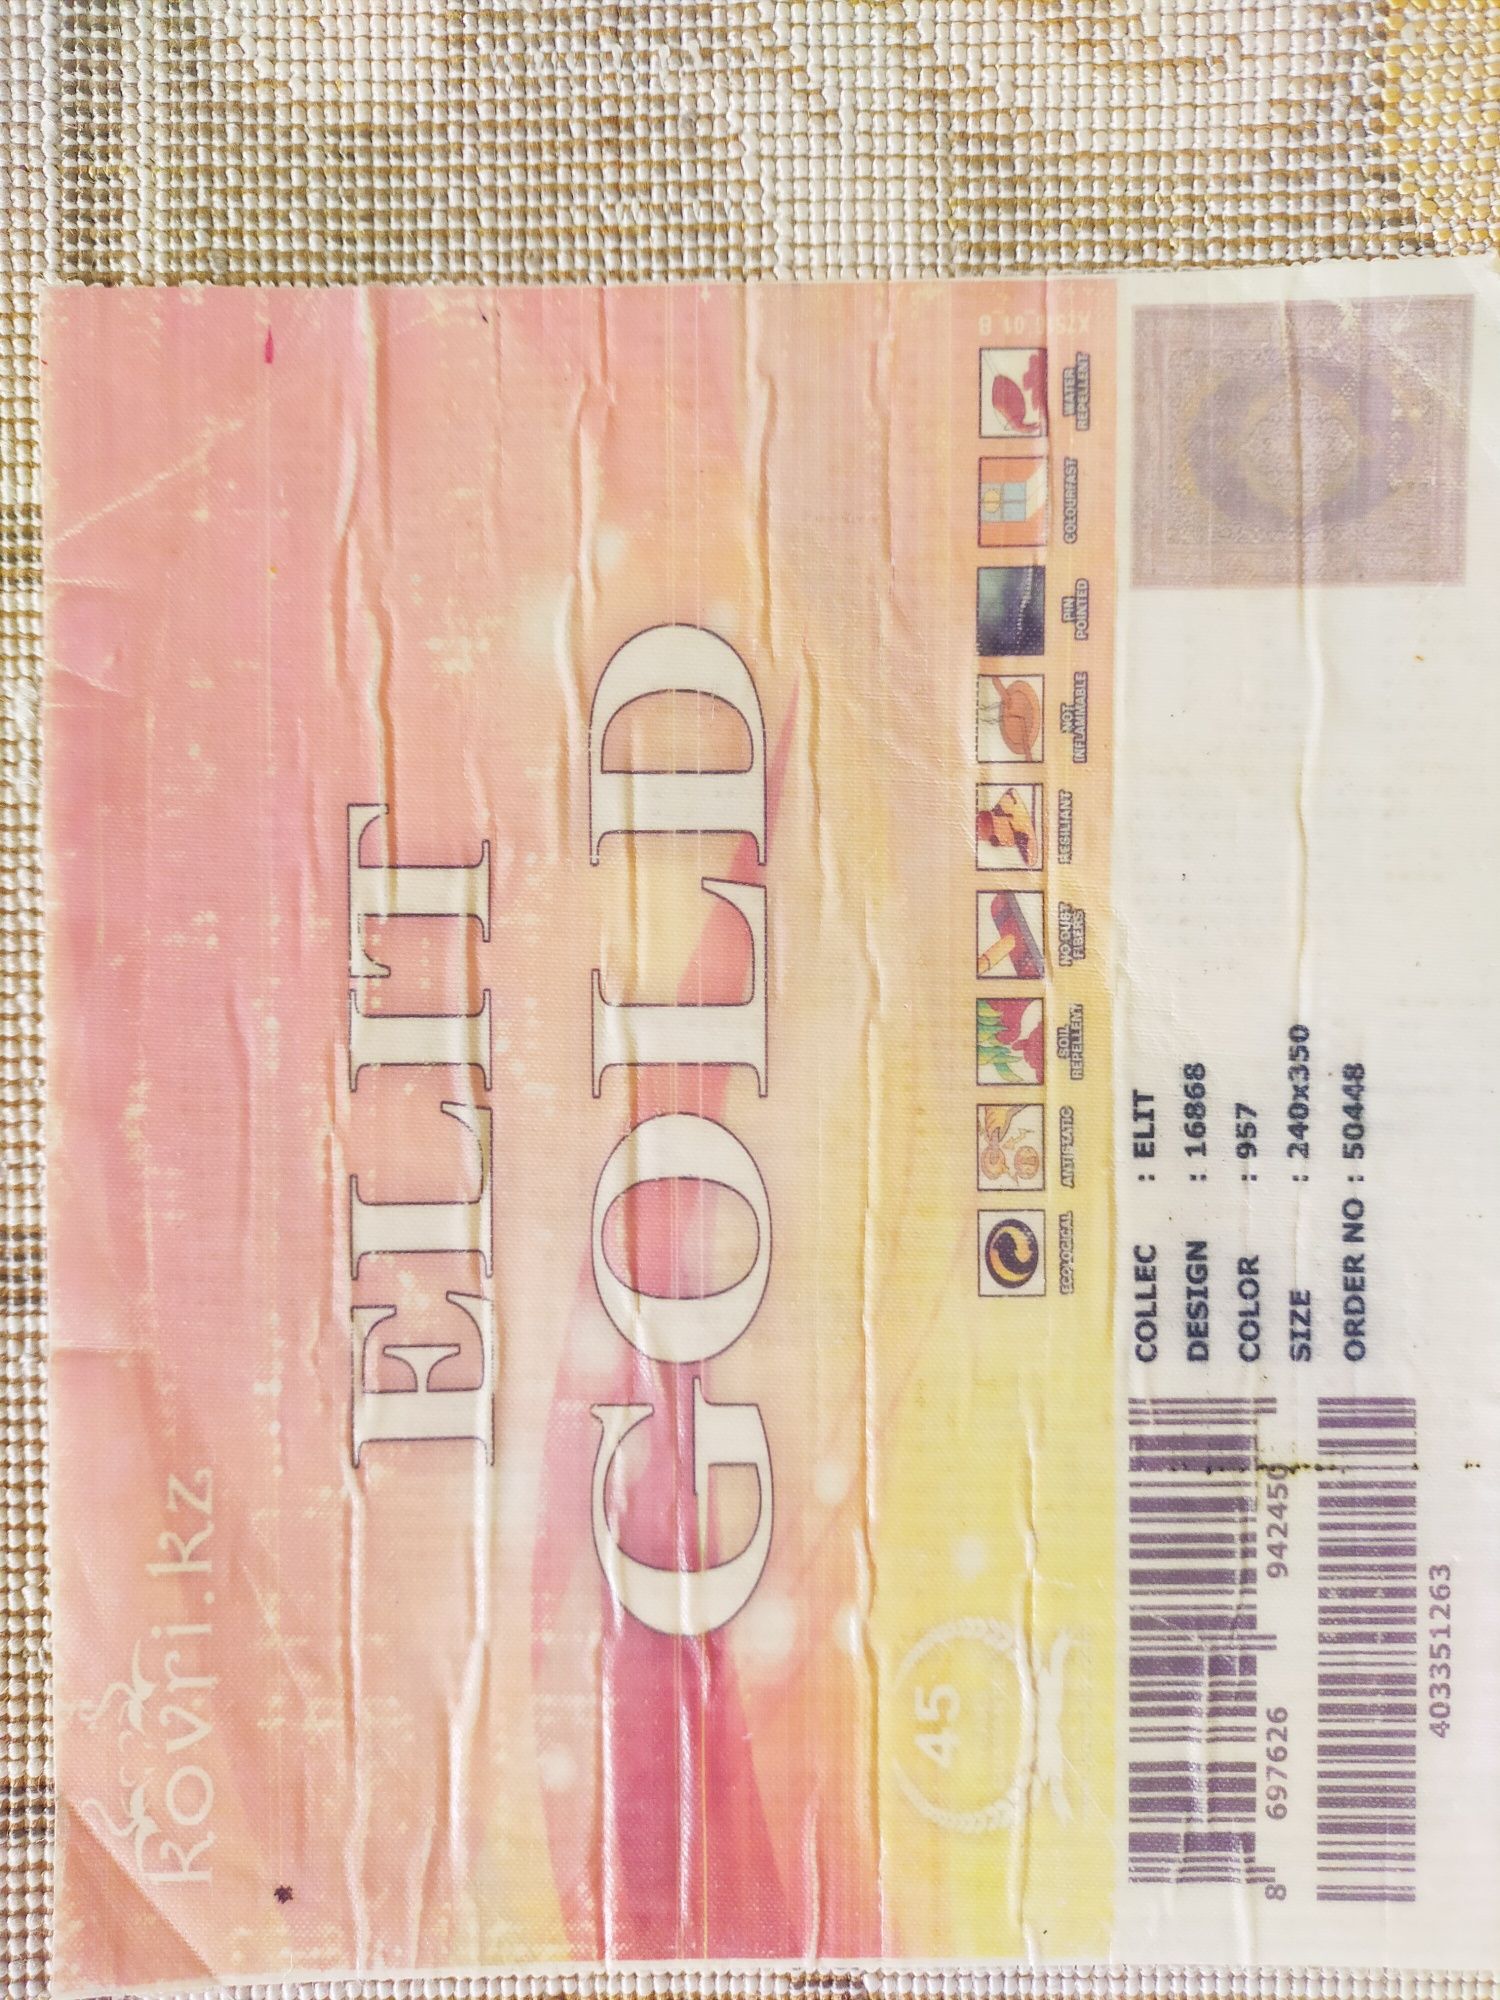 kovri.kz
ELIT
GOLD
45
ECOLOGICAL
ANTISTATIC
SOIL
REPELLENT
NO DUST
FIBERS
RESILIANT
NOT
INFLAMMABLE
PIN
POINTED
COLOURFAST
WATER
REPELLENT
COLLEC : ELIT
DESIGN : 16868
COLOR : 957
SIZE : 240x350
ORDER NO : 50448
8 697626 942450
403351263